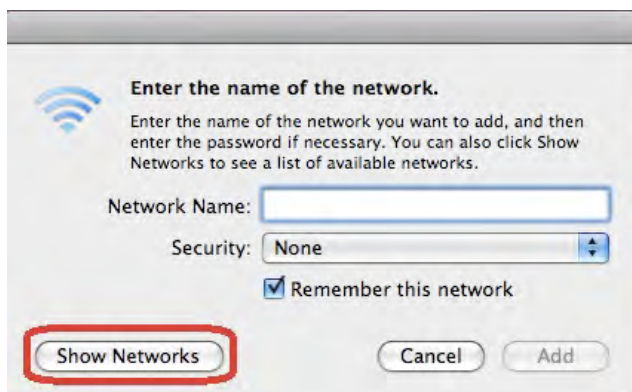 Enter the name of the network.
Enter the name of the network you want to add, and then
enter the password if necessary. You can also click Show
Networks to see a list of available networks.
Network Name:
Security: None
Remember this network
Show Networks Cancel Add